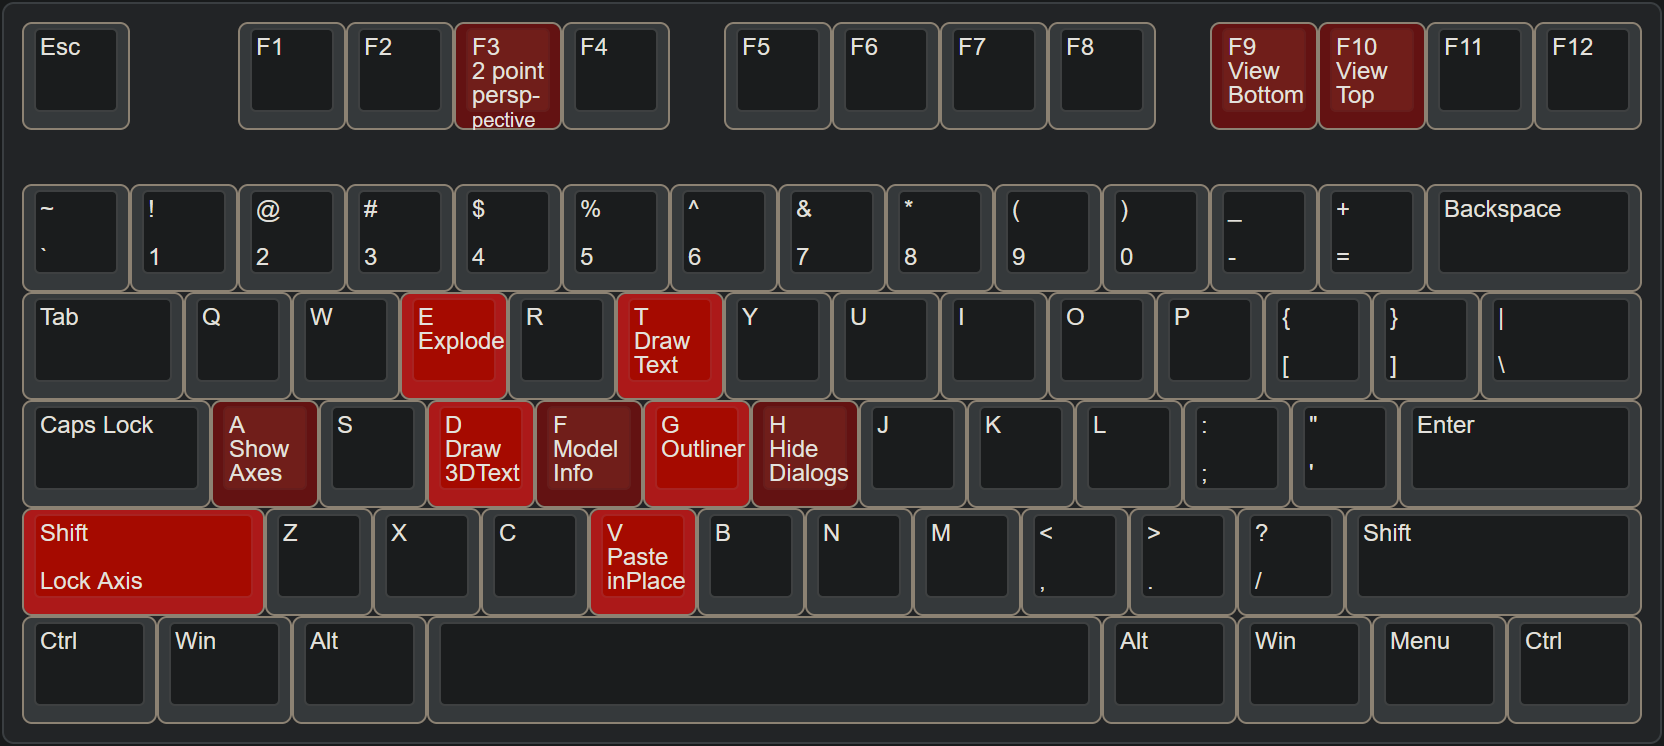 Esc
F1
F2
F3
2 point
persp-
pective
F4
F5
F6
F7
F8
F9
View
Bottom
F10
View
Top
F11
F12
~
`
!
1
@
2
#
3
$
4
%
5
^
6
&
7
*
8
(
9
)
0
_
-
+
=
Backspace
Tab
Q
W
E
Explode
R
T
Draw
Text
Y
U
I
O
P
{
[
}
]
|
\
Caps Lock
A
Show
Axes
S
D
Draw
3DText
F
Model
Info
G
Outliner
H
Hide
Dialogs
J
K
L
:
;
"
'
Enter
Shift
Lock Axis
Z
X
C
V
Paste
inPlace
B
N
M
<
,
>
.
?
/
Shift
Ctrl
Win
Alt
Alt
Win
Menu
Ctrl